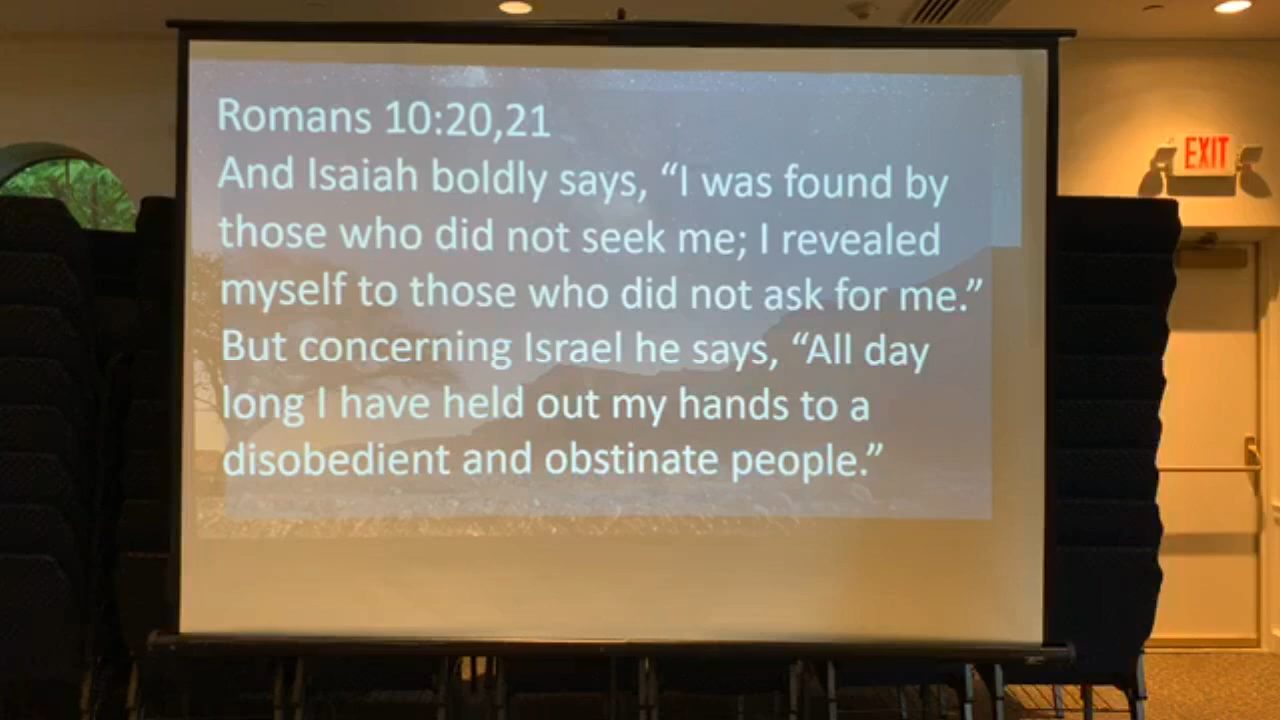 Romans 10:20,21
And Isaiah boldly says, “I was found by
those who did not seek me; I revealed
myself to those who did not ask for me.”
But concerning Israel he says, “All day
long I have held out my hands to a
disobedient and obstinate people.”
EXIT